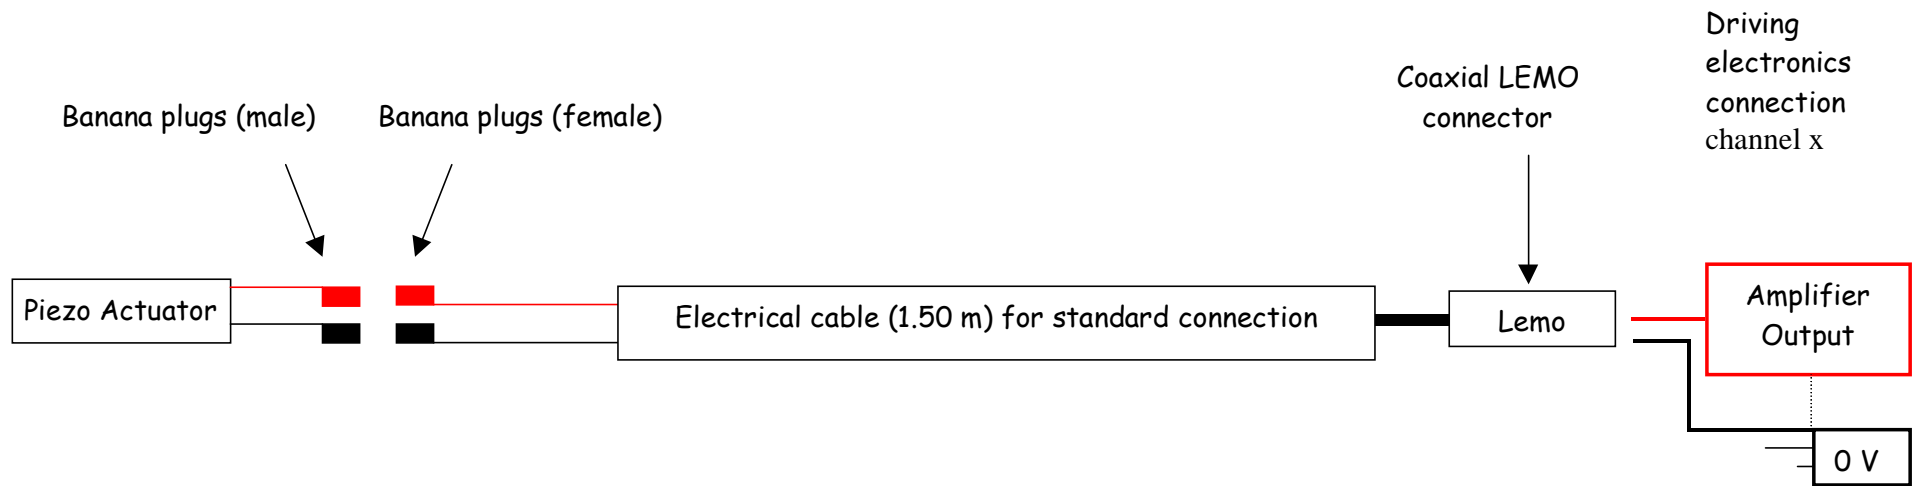 Driving
electronics
connection
channel x
Coaxial LEMO
connector
Banana plugs (male)
Banana plugs (female)
Piezo Actuator
Electrical cable (1.50 m) for standard connection
Lemo
Amplifier
Output
0 V